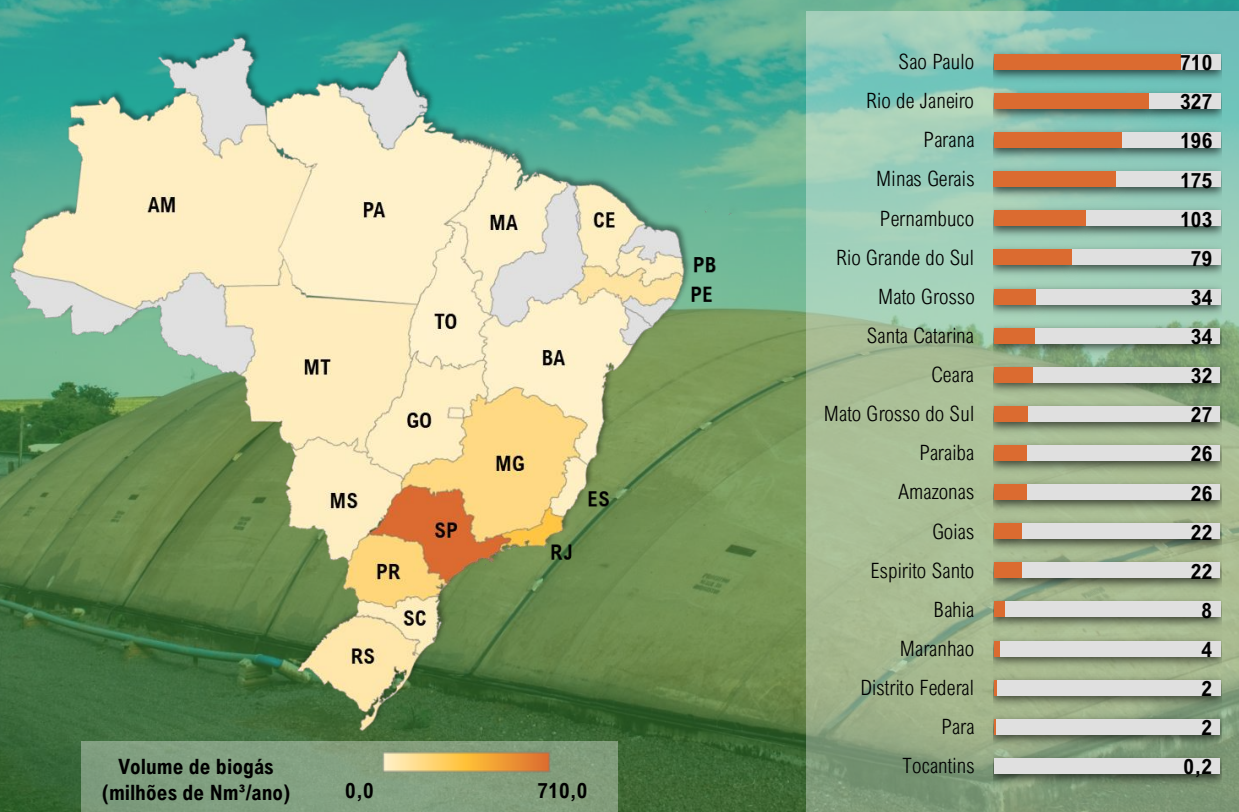 AM
PA
MA
CE
PB
PE
TO
BA
MT
GO
MG
MS
ES
SP
RJ
PR
SC
RS
Volume de biogás
(milhões de Nm³/ano)
0,0
710,0
Sao Paulo 710
Rio de Janeiro 327
Parana 196
Minas Gerais 175
Pernambuco 103
Rio Grande do Sul 79
Mato Grosso 34
Santa Catarina 34
Ceara 32
Mato Grosso do Sul 27
Paraiba 26
Amazonas 26
Goias 22
Espirito Santo 22
Bahia 8
Maranhao 4
Distrito Federal 2
Para 2
Tocantins 0,2